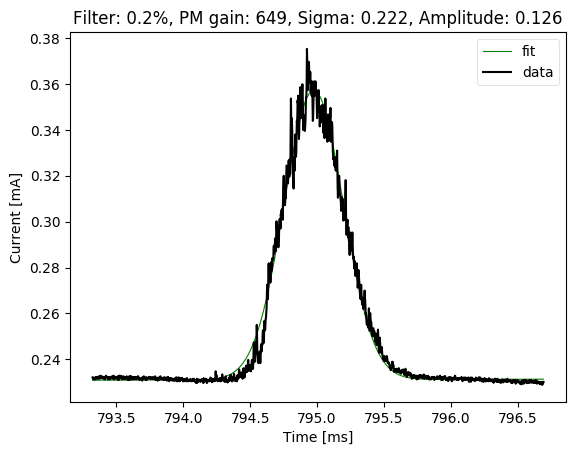 Filter: 0.2%, PM gain: 649, Sigma: 0.222, Amplitude: 0.126
fit
data
Current [mA]
0.38
0.36
0.34
0.32
0.30
0.28
0.26
0.24
793.5 794.0 794.5 795.0 795.5 796.0 796.5
Time [ms]